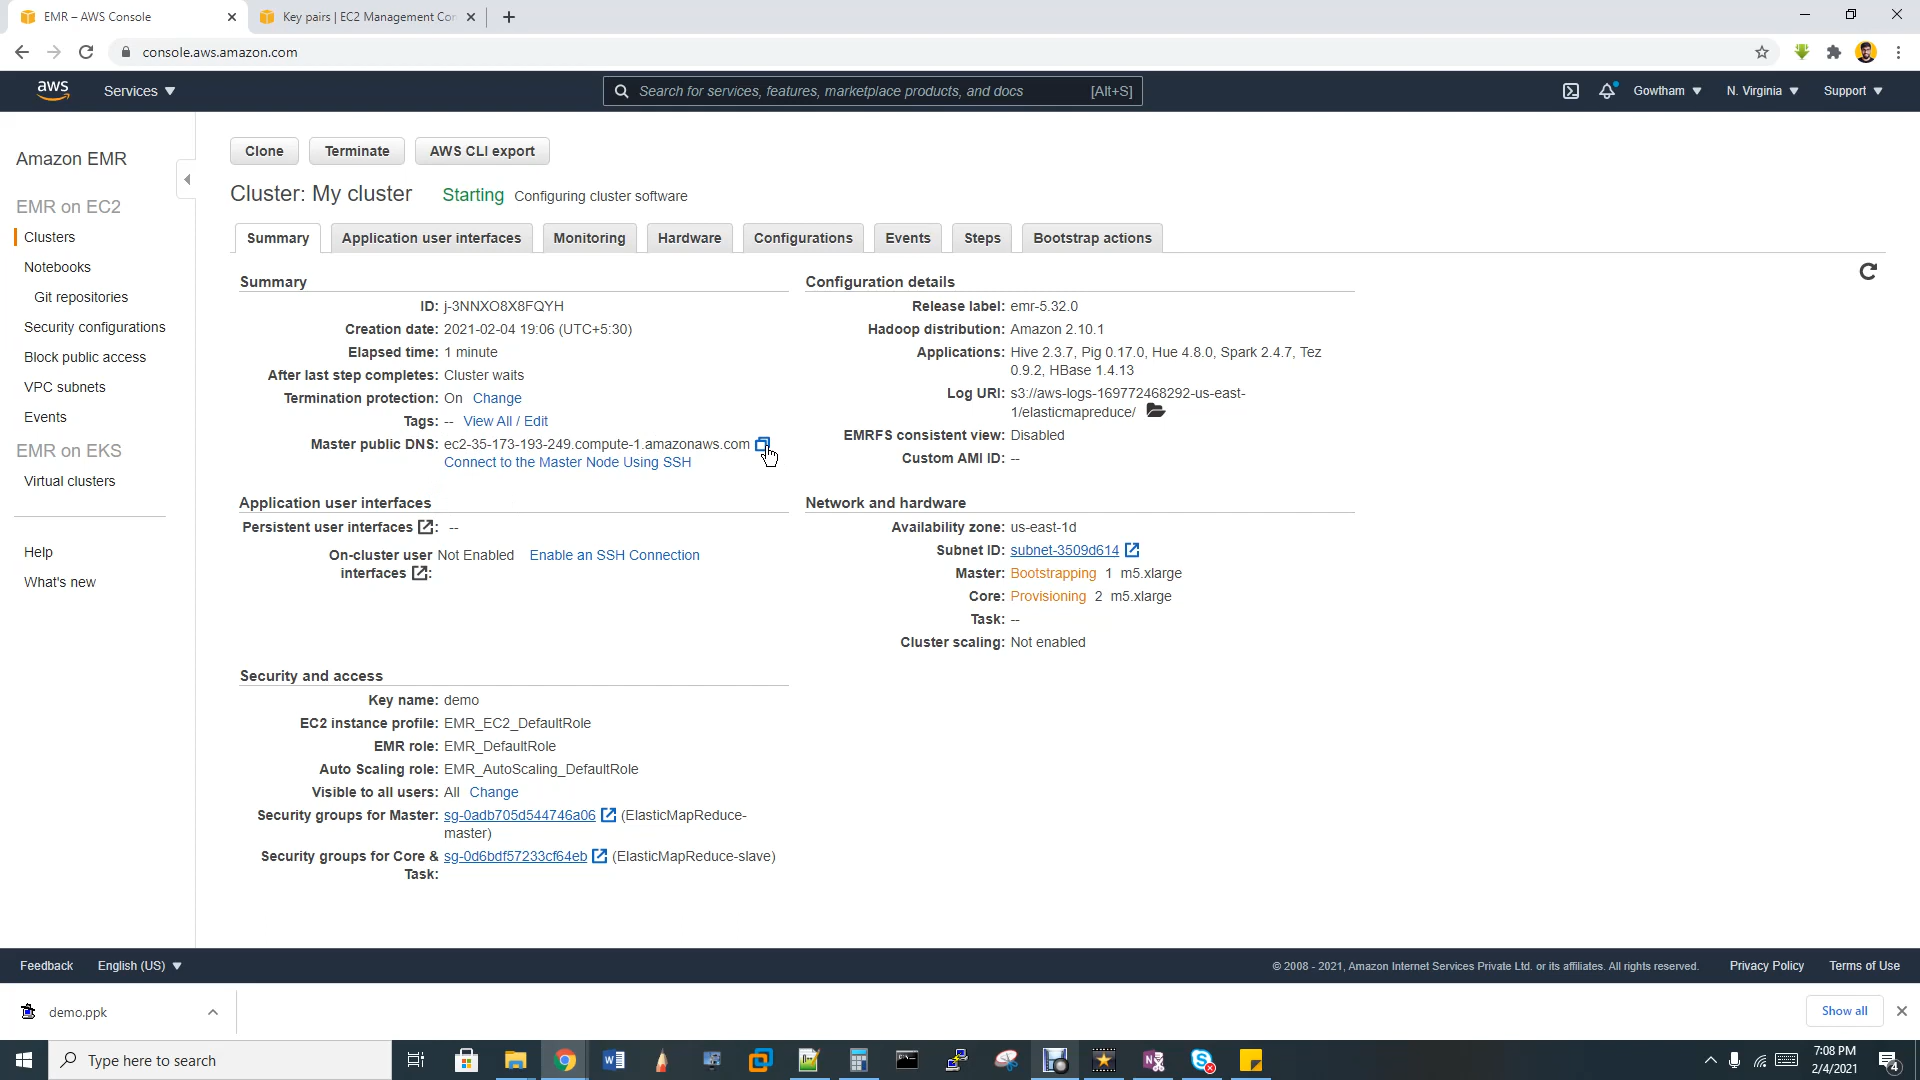 EMR – AWS Console
Key pairs | EC2 Management Con
console.aws.amazon.com
aws
Services
Search for services, features, marketplace products, and docs [Alt+S]
Gowtham
N. Virginia
Support
Amazon EMR
EMR on EC2
Clusters
Notebooks
Git repositories
Security configurations
Block public access
VPC subnets
Events
EMR on EKS
Virtual clusters
Help
What's new
Clone
Terminate
AWS CLI export
Cluster: My cluster Starting Configuring cluster software
Summary
Application user interfaces
Monitoring
Hardware
Configurations
Events
Steps
Bootstrap actions
Summary
ID: j-3NNXO8X8FQYH
Creation date: 2021-02-04 19:06 (UTC+5:30)
Elapsed time: 1 minute
After last step completes: Cluster waits
Termination protection: On Change
Tags: -- View All / Edit
Master public DNS: ec2-35-173-193-249.compute-1.amazonaws.com
Connect to the Master Node Using SSH
Configuration details
Release label: emr-5.32.0
Hadoop distribution: Amazon 2.10.1
Applications: Hive 2.3.7, Pig 0.17.0, Hue 4.8.0, Spark 2.4.7, Tez
0.9.2, HBase 1.4.13
Log URI: s3://aws-logs-169772468292-us-east-
1/elasticmapreduce/
EMRFS consistent view: Disabled
Custom AMI ID: --
Application user interfaces
Persistent user interfaces : --
On-cluster user Not Enabled Enable an SSH Connection
interfaces :
Network and hardware
Availability zone: us-east-1d
Subnet ID: subnet-3509d614
Master: Bootstrapping 1 m5.xlarge
Core: Provisioning 2 m5.xlarge
Task: --
Cluster scaling: Not enabled
Security and access
Key name: demo
EC2 instance profile: EMR_EC2_DefaultRole
EMR role: EMR_DefaultRole
Auto Scaling role: EMR_AutoScaling_DefaultRole
Visible to all users: All Change
Security groups for Master: sg-0adb705d544746a06 (ElasticMapReduce-
master)
Security groups for Core & sg-0d6bdf57233cf64eb (ElasticMapReduce-slave)
Task:
Feedback
English (US)
© 2008 - 2021, Amazon Internet Services Private Ltd. or its affiliates. All rights reserved.
Privacy Policy
Terms of Use
demo.ppk
Show all
Type here to search
7:08 PM
2/4/2021
4